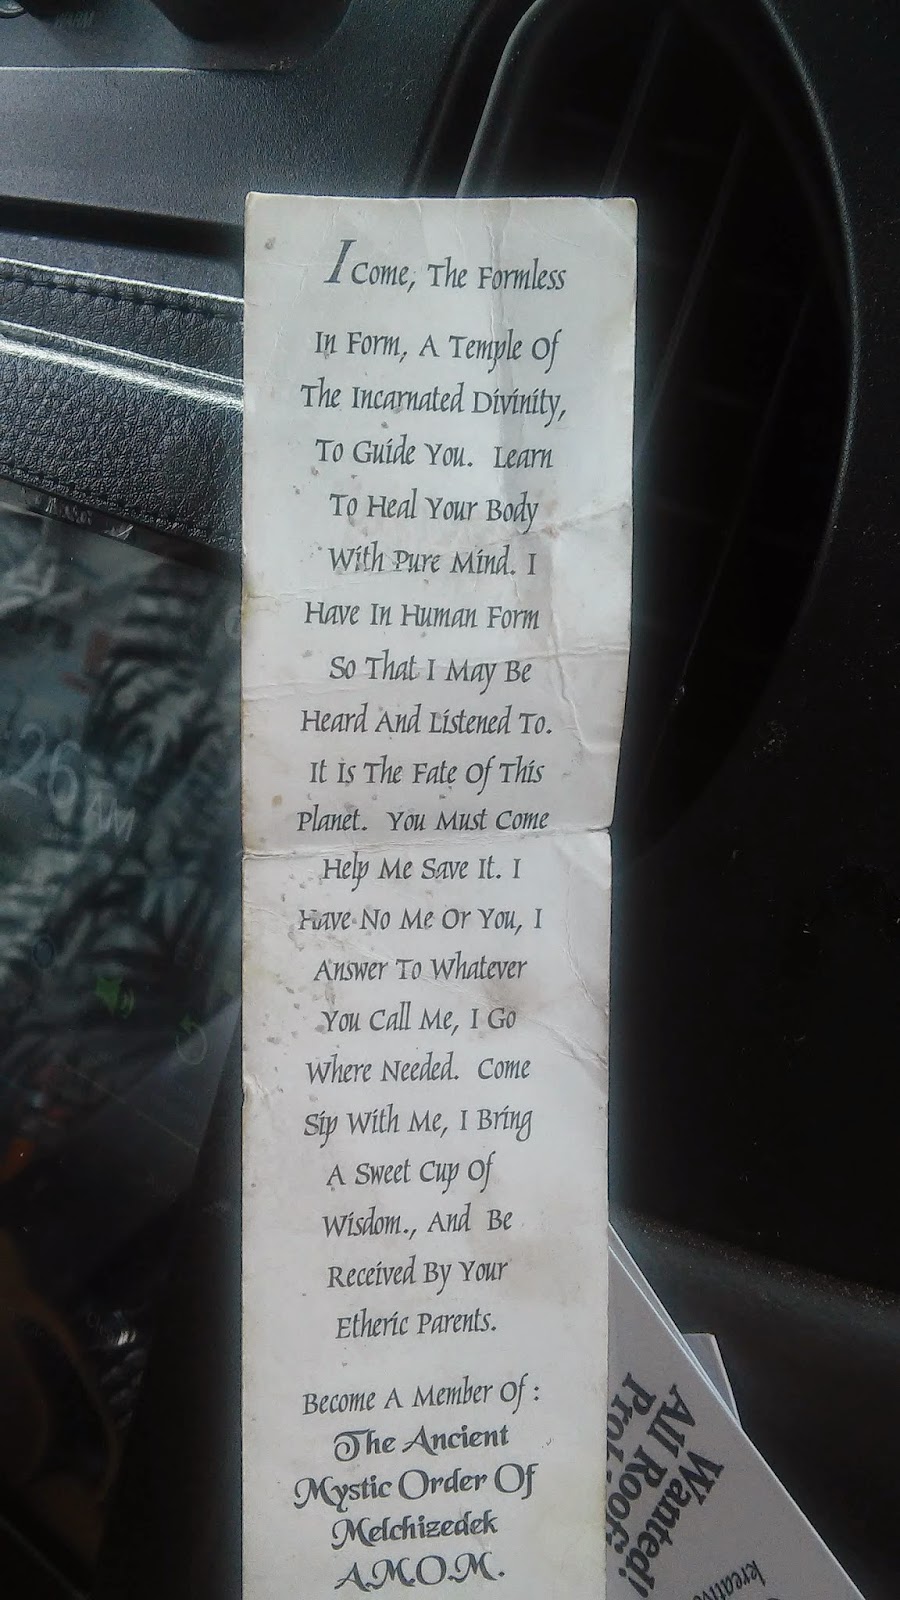 I Come, The Formless
In Form, A Temple Of
The Incarnated Divinity,
To Guide You. Learn
To Heal Your Body
With Pure Mind. I
Have In Human Form
So That I May Be
Heard And Listened To.
It Is The Fate Of This
Planet. You Must Come
Help Me Save It. I
Have No Me Or You, I
Answer To Whatever
You Call Me, I Go
Where Needed. Come
Sip With Me, I Bring
A Sweet Cup Of
Wisdom., And Be
Received By Your
Etheric Parents.
Become A Member Of :
The Ancient
Mystic Order Of
Melchizedek
A.M.O.M.
Wanted!
All Roof
26 AM